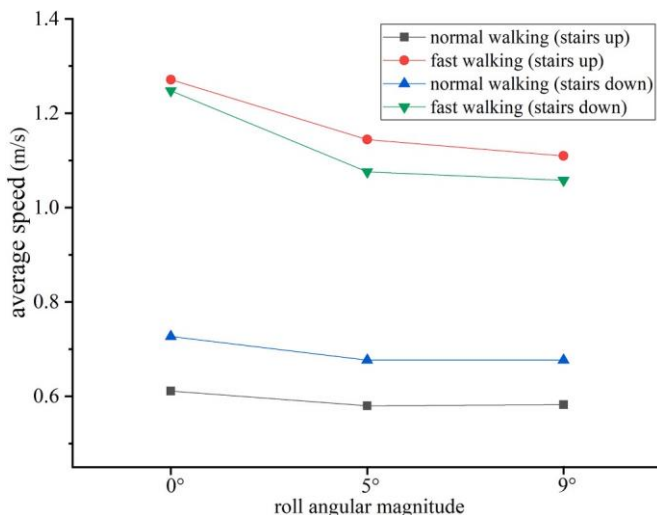 normal walking (stairs up)
fast walking (stairs up)
normal walking (stairs down)
fast walking (stairs down)
1.4
1.2
1.0
0.8
0.6
average speed (m/s)
0° 5° 9°
roll angular magnitude